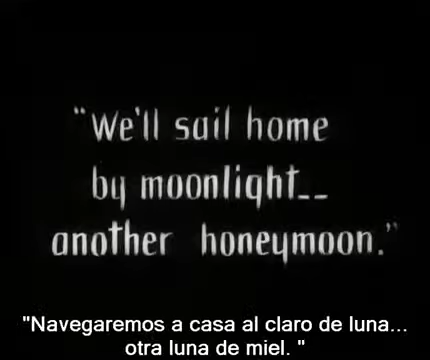 "We'll sail home
by moonlight--
another honeymoon."
"Navegaremos a casa al claro de luna...
otra luna de miel. "